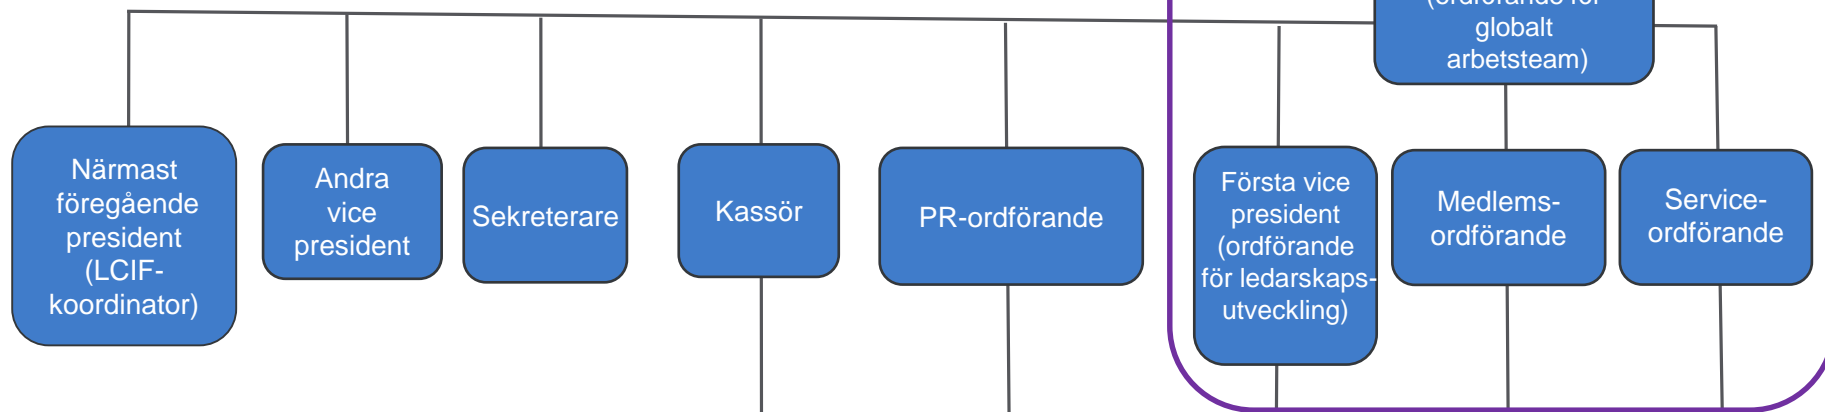 globalt
arbetsteam)
Närmast
föregående
president
(LCIF-
koordinator)
Andra
vice
president
Sekreterare
Kassör
PR-ordförande
Första vice
president
(ordförande
för ledarskaps-
utveckling)
Medlems-
ordförande
Service-
ordförande